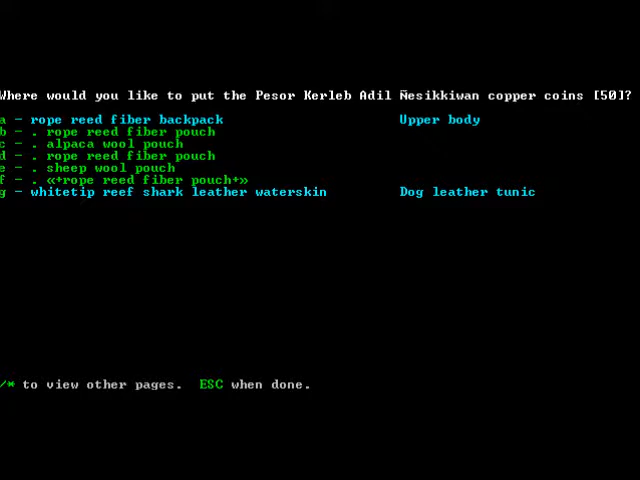 Where would you like to put the Pesor Kerleb Adil Ñesikkiwan copper coins [50]?
a - rope reed fiber backpack Upper body
b - . rope reed fiber pouch
c - . alpaca wool pouch
d - . rope reed fiber pouch
e - . sheep wool pouch
f - . «+rope reed fiber pouch+»
g - whitetip reef shark leather waterskin Dog leather tunic
/* to view other pages. ESC when done.